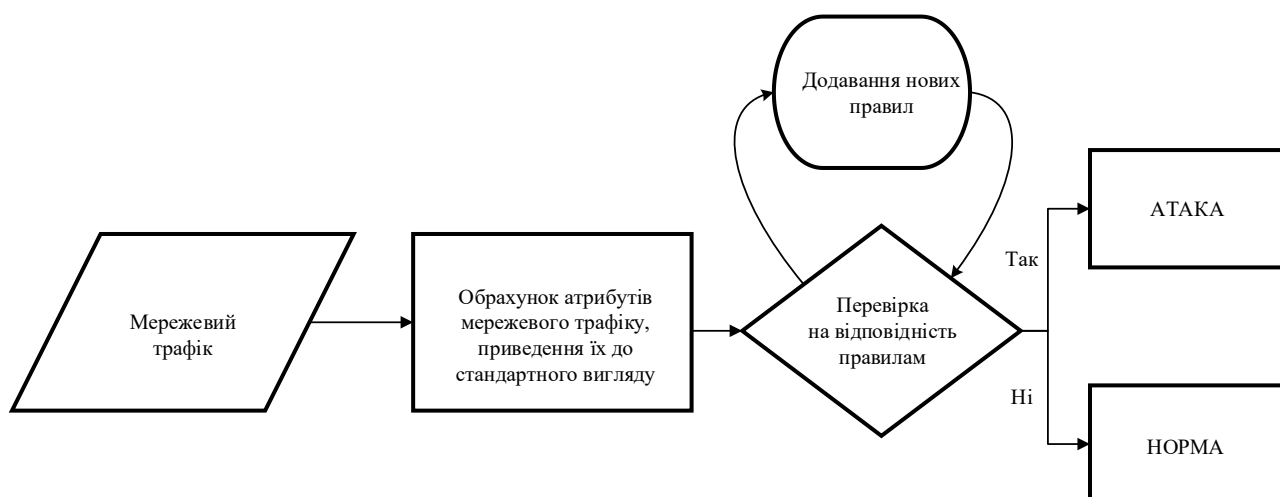 Додавання нових
правил
АТАКА
Так
Мережевий
трафік
Обрахунок атрибутів
мережевого трафіку,
приведення їх до
стандартного вигляду
Перевірка
на відповідність
правилам
Ні
НОРМА